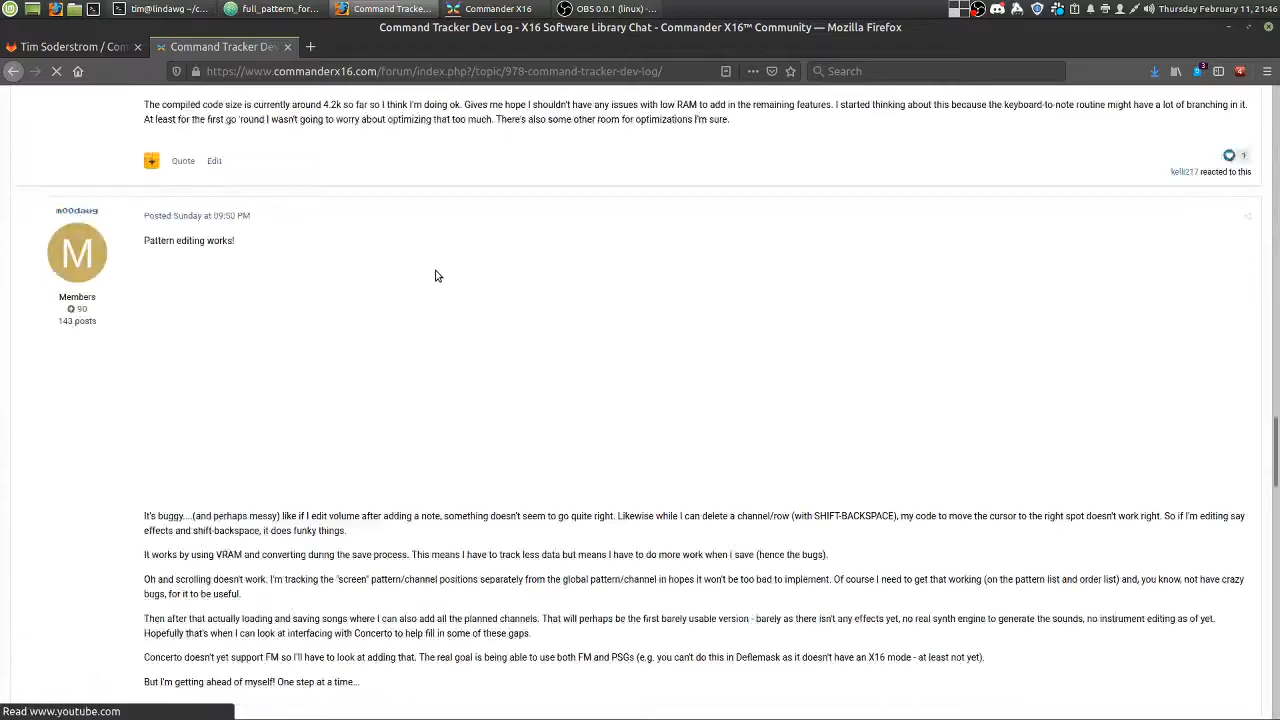 tim@lindawg ~/c...
full_pattern_for...
Command Tracke...
Commander X16
OBS 0.0.1 (linux) -...
Thursday February 11, 21:46
Command Tracker Dev Log - X16 Software Library Chat - Commander X16™ Community — Mozilla Firefox
Tim Soderstrom / Com
Command Tracker Dev
https://www.commanderx16.com/forum/index.php?/topic/978-command-tracker-dev-log/
Search
The compiled code size is currently around 4.2k so far so I think I'm doing ok. Gives me hope I shouldn't have any issues with low RAM to add in the remaining features. I started thinking about this because the keyboard-to-note routine might have a lot of branching in it.
At least for the first go 'round I wasn't going to worry about optimizing that too much. There's also some other room for optimizations I'm sure.
Quote
Edit
1
kelli217 reacted to this
m00dawg
Posted Sunday at 09:50 PM
Pattern editing works!
M
Members
90
143 posts
It's buggy....(and perhaps messy) like if I edit volume after adding a note, something doesn't seem to go quite right. Likewise while I can delete a channel/row (with SHIFT-BACKSPACE), my code to move the cursor to the right spot doesn't work right. So if I'm editing say
effects and shift-backspace, it does funky things.
It works by using VRAM and converting during the save process. This means I have to track less data but means I have to do more work when i save (hence the bugs).
Oh and scrolling doesn't work. I'm tracking the "screen" pattern/channel positions separately from the global pattern/channel in hopes it won't be too bad to implement. Of course I need to get that working (on the pattern list and order list) and, you know, not have crazy
bugs, for it to be useful.
Then after that actually loading and saving songs where I can also add all the planned channels. That will perhaps be the first barely usable version - barely as there isn't any effects yet, no real synth engine to generate the sounds, no instrument editing as of yet.
Hopefully that's when I can look at interfacing with Concerto to help fill in some of these gaps.
Concerto doesn't yet support FM so I'll have to look at adding that. The real goal is being able to use both FM and PSGs (e.g. you can't do this in Deflemask as it doesn't have an X16 mode - at least not yet).
But I'm getting ahead of myself! One step at a time...
Read www.youtube.com